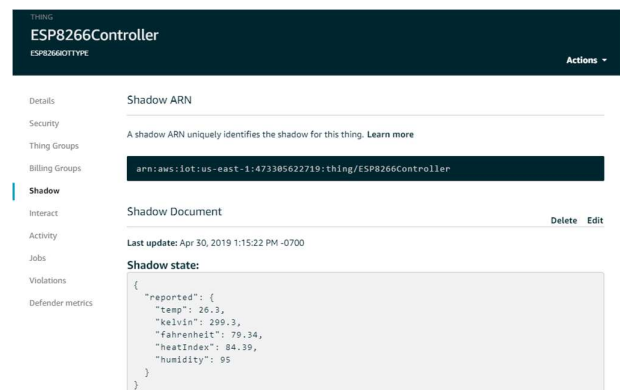 THING
ESP8266Controller
ESP8266IOTTYPE
Actions
Details
Security
Thing Groups
Billing Groups
Shadow
Interact
Activity
Jobs
Violations
Defender metrics
Shadow ARN
A shadow ARN uniquely identifies the shadow for this thing. Learn more
arn:aws:iot:us-east-1:473305622719:thing/ESP8266Controller
Shadow Document
Delete Edit
Last update: Apr 30, 2019 1:15:22 PM -0700
Shadow state:
{
  "reported": {
    "temp": 26.3,
    "kelvin": 299.3,
    "fahrenheit": 79.34,
    "heatIndex": 84.39,
    "humidity": 95
  }
}